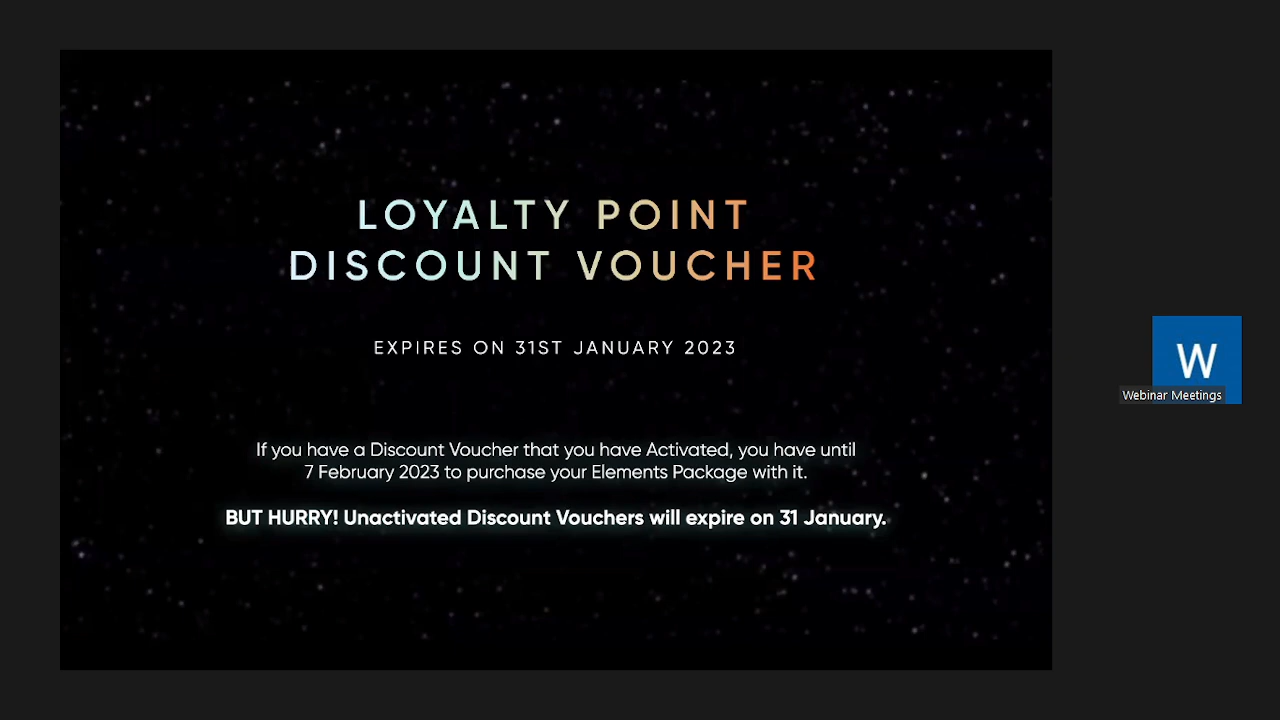 LOYALTY POINT
DISCOUNT VOUCHER
EXPIRES ON 31ST JANUARY 2023
If you have a Discount Voucher that you have Activated, you have until
7 February 2023 to purchase your Elements Package with it.
BUT HURRY! Unactivated Discount Vouchers will expire on 31 January.
W
Webinar Meetings